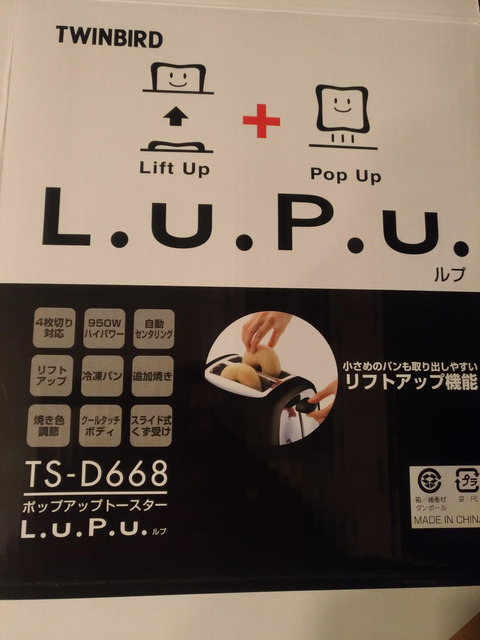 TWINBIRD
Lift Up
Pop Up
L.u.P.u.
ルプ
4枚切り
対応
950W
ハイパワー
自動
センタリング
リフト
アップ
冷凍パン
追加焼き
焼き色
調節
クールタッチ
ボディ
スライド式
くず受け
小さめのパンも取り出しやすい
リフトアップ機能
TS-D668
ポップアップトースター
L.u.P.u. ルプ
箱/緩衝材
ダンボール
プラ
袋:PE
MADE IN CHINA